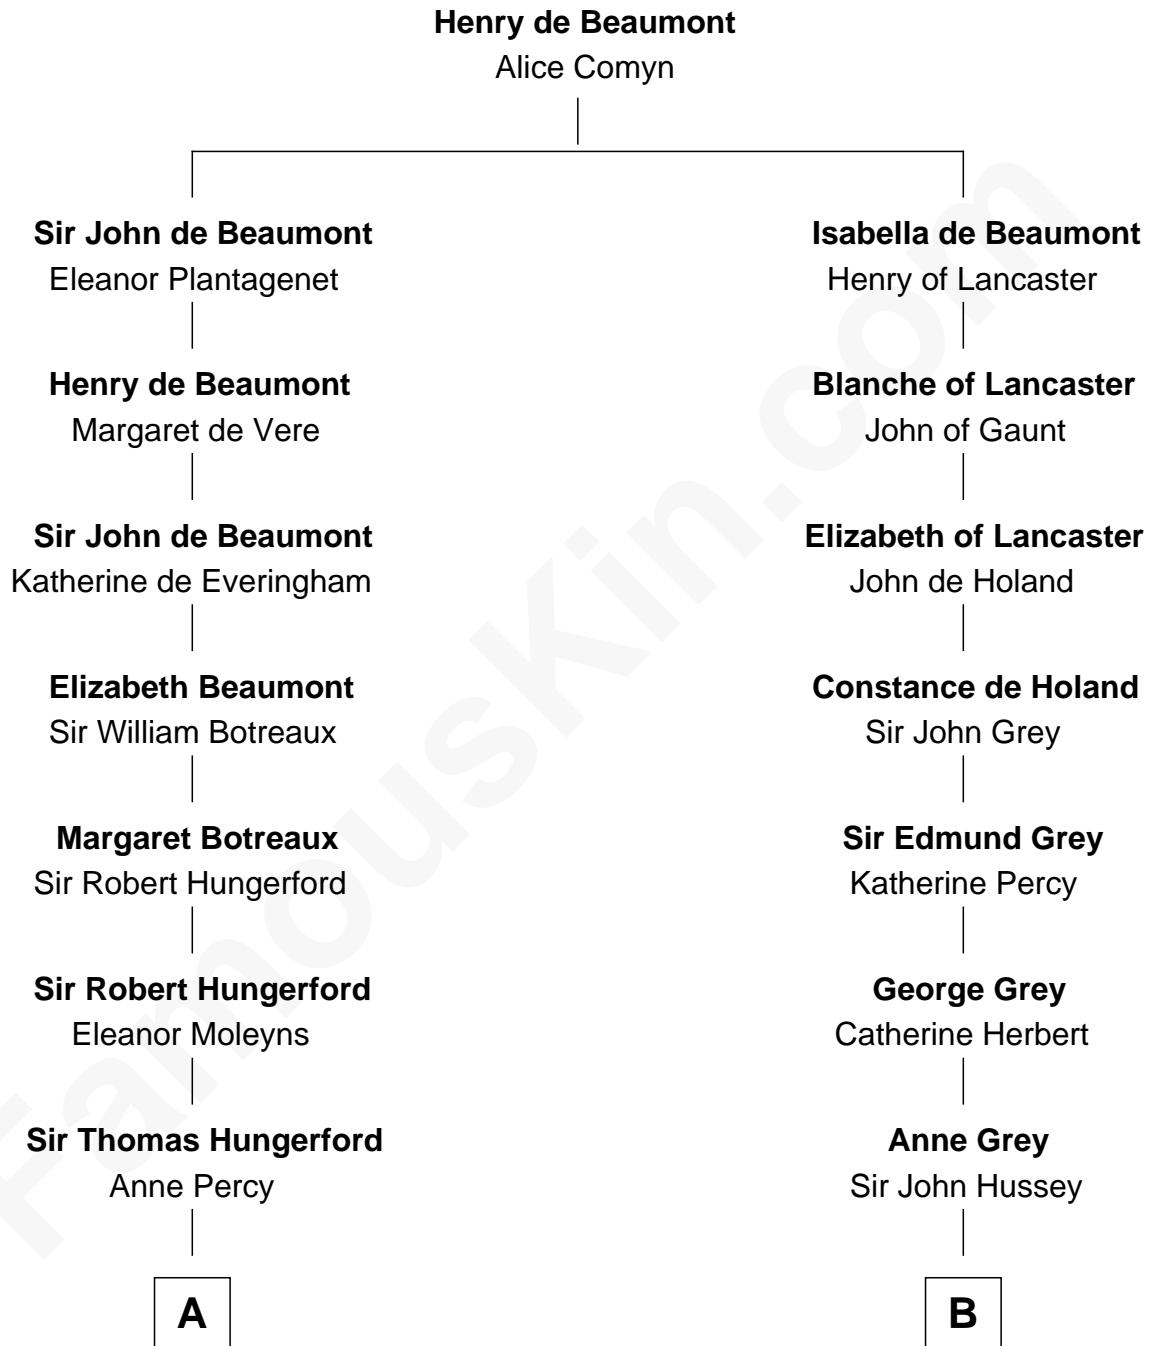 Henry de Beaumont
Alice Comyn
Sir John de Beaumont
Eleanor Plantagenet
Henry de Beaumont
Margaret de Vere
Sir John de Beaumont
Katherine de Everingham
Elizabeth Beaumont
Sir William Botreaux
Margaret Botreaux
Sir Robert Hungerford
Sir Robert Hungerford
Eleanor Moleyns
Sir Thomas Hungerford
Anne Percy
A
Isabella de Beaumont
Henry of Lancaster
Blanche of Lancaster
John of Gaunt
Elizabeth of Lancaster
John de Holand
Constance de Holand
Sir John Grey
Sir Edmund Grey
Katherine Percy
George Grey
Catherine Herbert
Anne Grey
Sir John Hussey
B
FamousKin.com